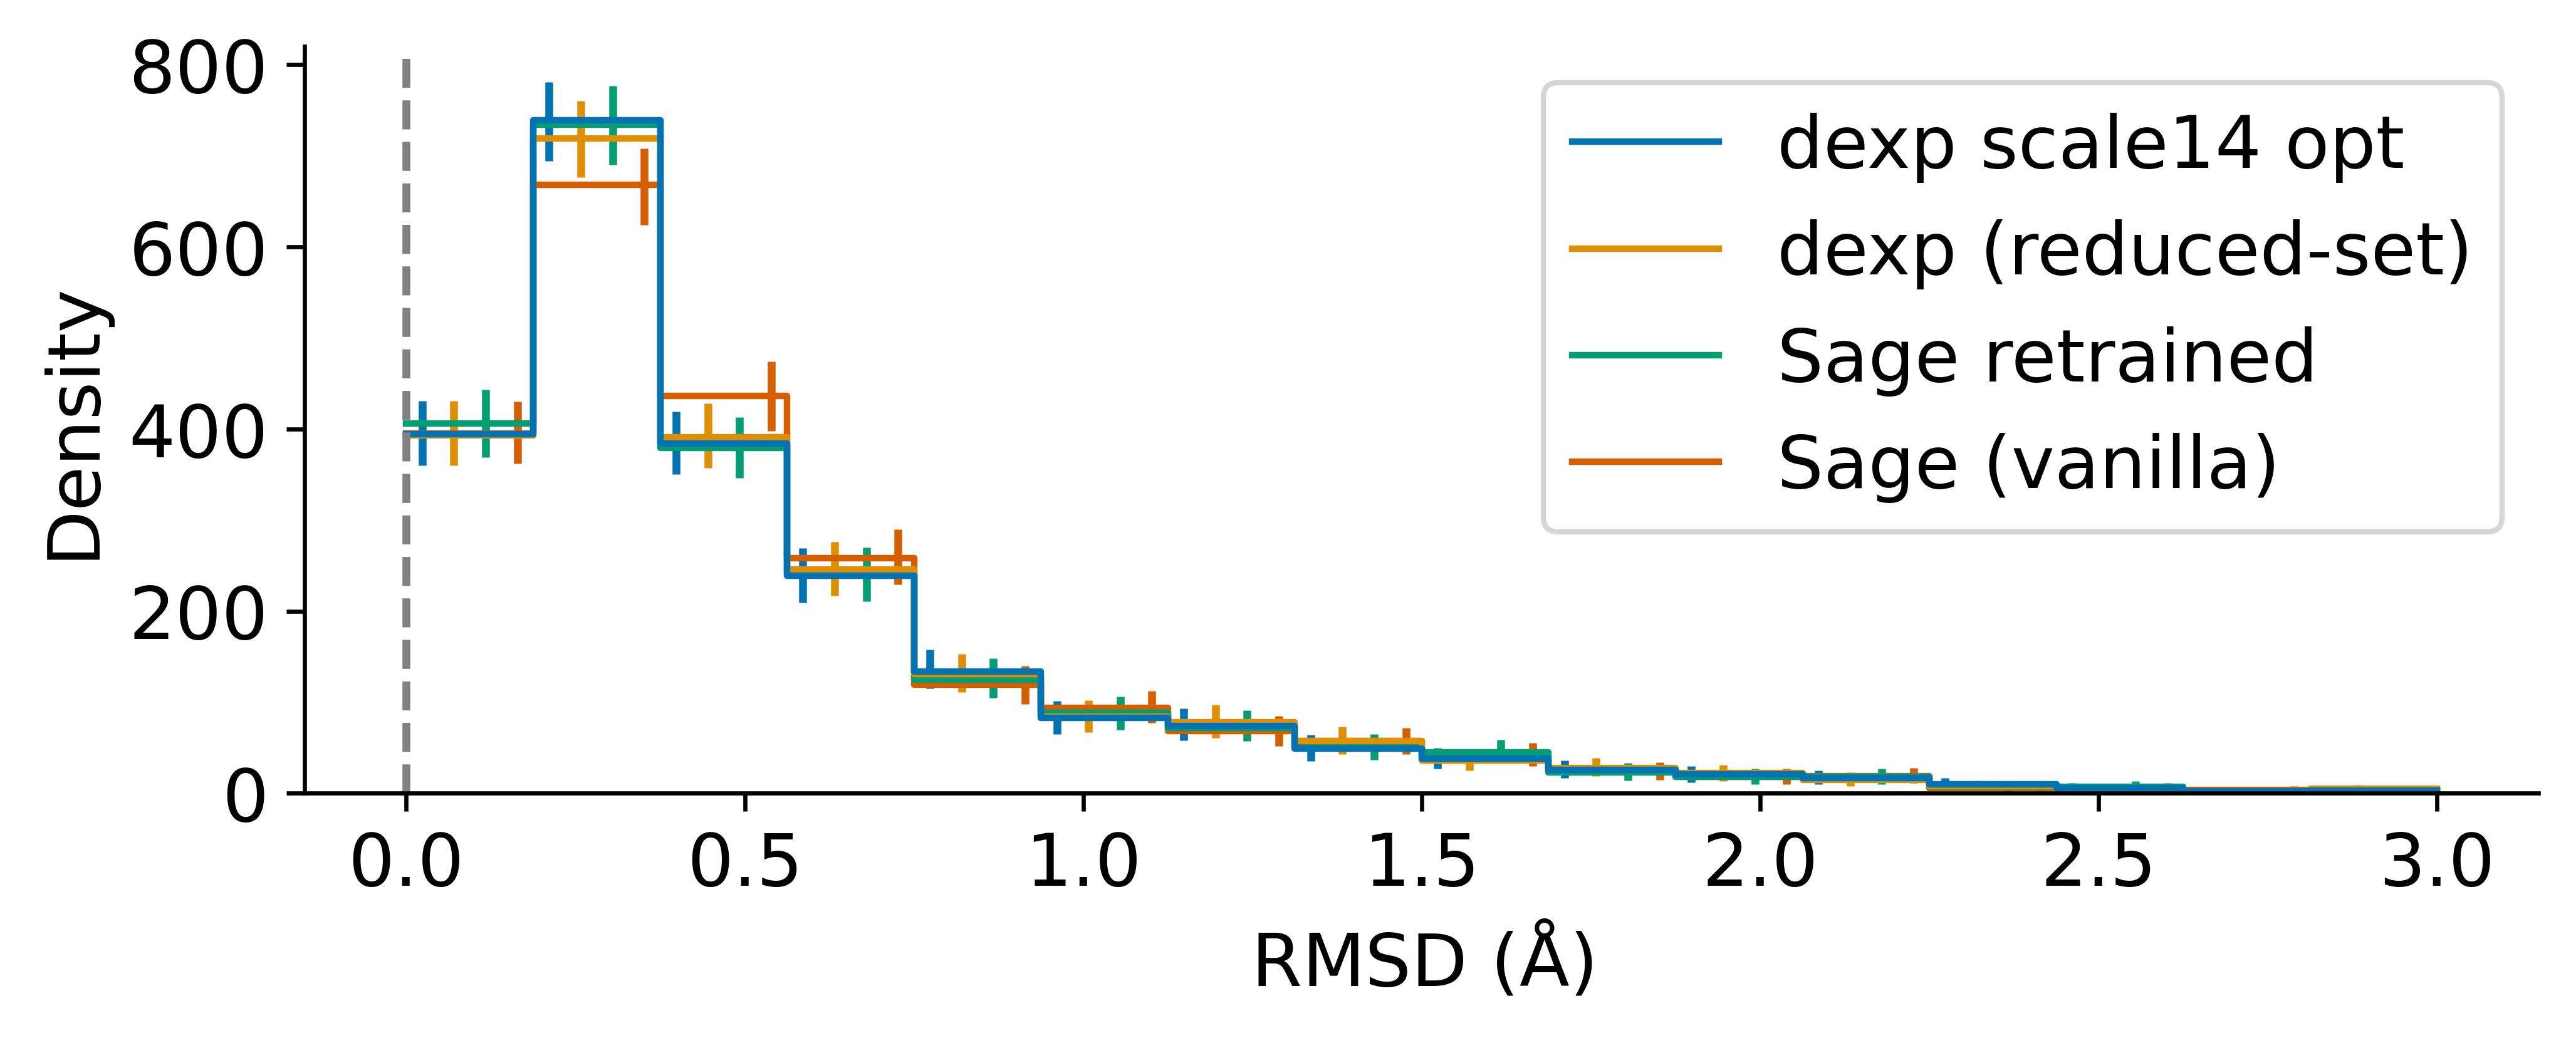 800
600
400
200
0
Density
dexp scale14 opt
dexp (reduced-set)
Sage retrained
Sage (vanilla)
0.0 0.5 1.0 1.5 2.0 2.5 3.0
RMSD (Å)